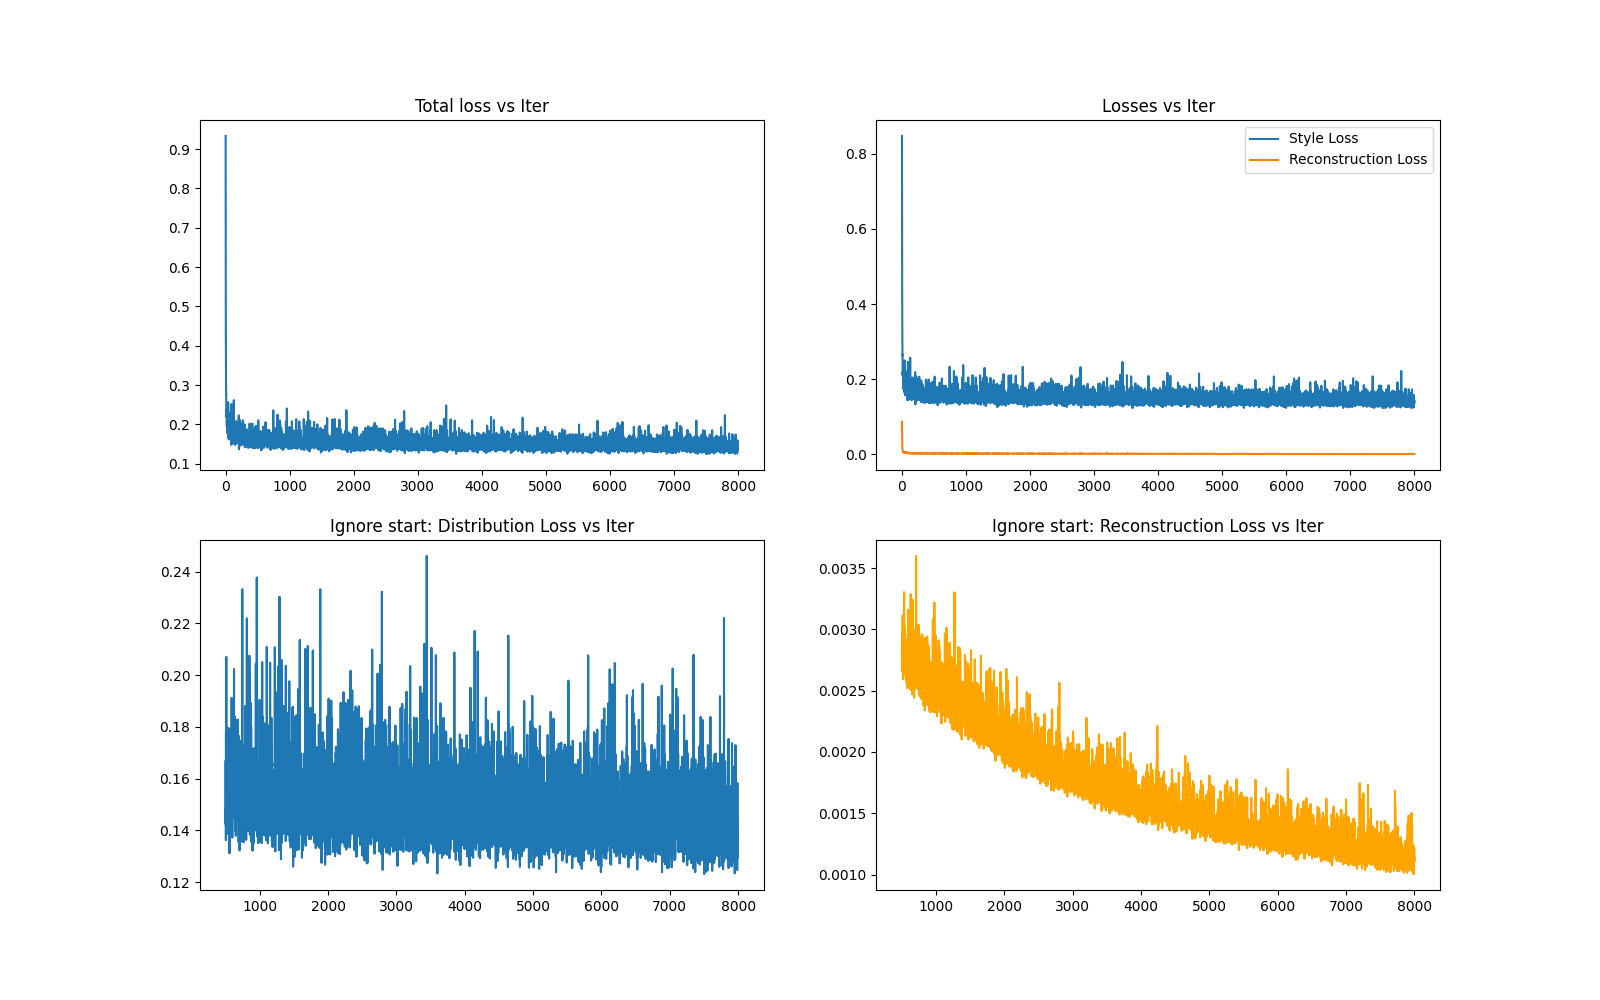 Total loss vs Iter
0.9
0.8
0.7
0.6
0.5
0.4
0.3
0.2
0.1
0 1000 2000 3000 4000 5000 6000 7000 8000
Losses vs Iter
Style Loss
Reconstruction Loss
0.8
0.6
0.4
0.2
0.0
0 1000 2000 3000 4000 5000 6000 7000 8000
Ignore start: Distribution Loss vs Iter
0.24
0.22
0.20
0.18
0.16
0.14
0.12
1000 2000 3000 4000 5000 6000 7000 8000
Ignore start: Reconstruction Loss vs Iter
0.0035
0.0030
0.0025
0.0020
0.0015
0.0010
1000 2000 3000 4000 5000 6000 7000 8000